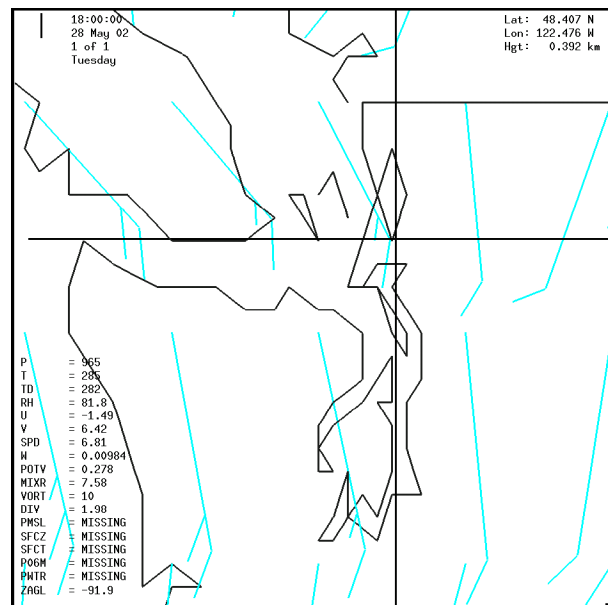 18:00:00
28 May 02
1 of 1
Tuesday
Lat: 48.407 N
Lon: 122.476 W
Hgt: 0.392 km
P = 965
T = 285
TD = 282
RH = 81.8
U = -1.49
V = 6.42
SPD = 6.81
W = 0.00984
POTV = 0.278
MIXR = 7.58
VORT = 10
DIV = 1.98
PMSL = MISSING
SFCZ = MISSING
SFCT = MISSING
P06M = MISSING
PWTR = MISSING
ZAGL = -91.9